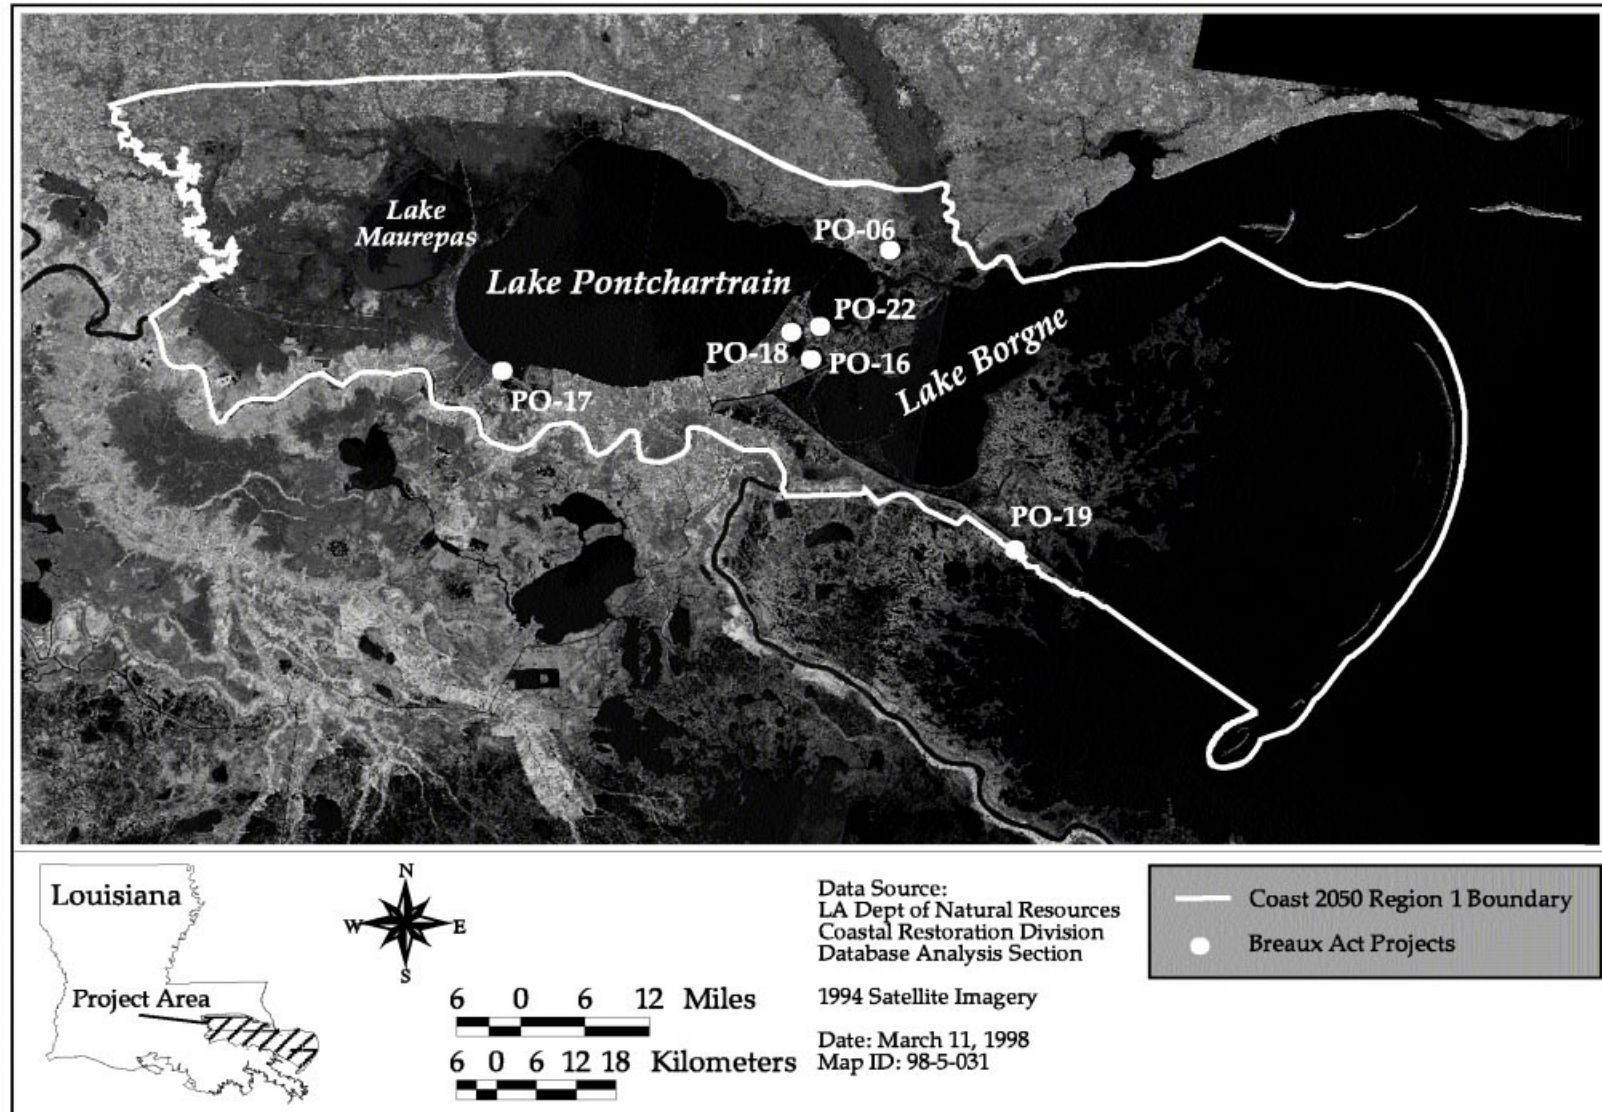 Lake
Maurepas
PO-06
Lake Pontchartrain
PO-22
PO-18
PO-16
Lake Borgne
PO-17
PO-19
Louisiana
Project Area
N
W
E
S
6 0 6 12 Miles
6 0 6 12 18 Kilometers
Data Source:
LA Dept of Natural Resources
Coastal Restoration Division
Database Analysis Section
1994 Satellite Imagery
Date: March 11, 1998
Map ID: 98-5-031
Coast 2050 Region 1 Boundary
Breaux Act Projects